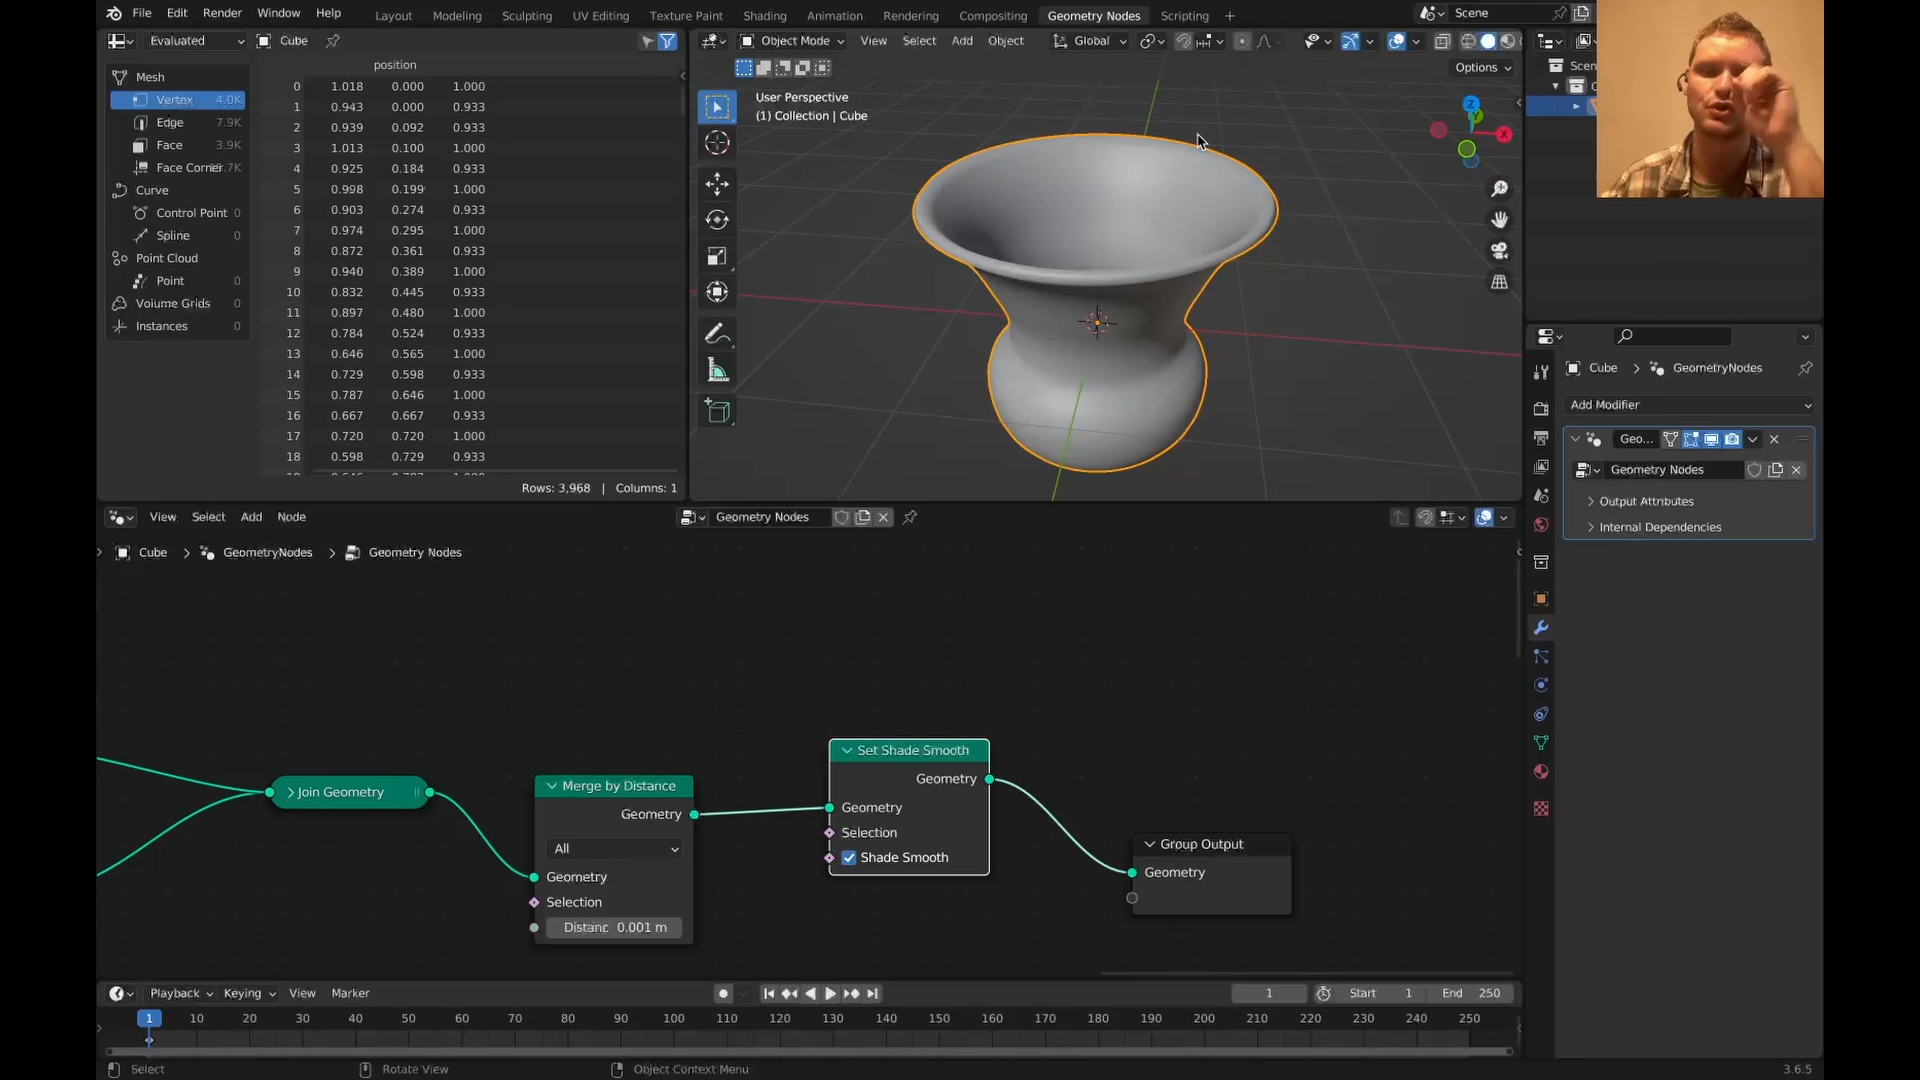 File Edit Render Window Help Layout Modeling Sculpting UV Editing Texture Paint Shading Animation Rendering Compositing Geometry Nodes Scripting + Scene
Evaluated Cube
Mesh
Vertex 4.0K
Edge 7.9K
Face 3.9K
Face Corner
Curve
Control Point 0
Spline 0
Point Cloud
Point 0
Volume Grids 0
Instances 0
position
0 1.018 0.000 1.000
1 0.943 0.000 0.933
2 0.939 0.092 0.933
3 1.013 0.100 1.000
4 0.925 0.184 0.933
5 0.998 0.199 1.000
6 0.903 0.274 0.933
7 0.974 0.295 1.000
8 0.872 0.361 0.933
9 0.940 0.389 1.000
10 0.832 0.445 0.933
11 0.897 0.480 1.000
12 0.784 0.524 0.933
13 0.646 0.565 1.000
14 0.729 0.598 0.933
15 0.787 0.646 1.000
16 0.667 0.667 0.933
17 0.720 0.720 1.000
18 0.598 0.729 0.933
Rows: 3,968 | Columns: 1
Object Mode View Select Add Object Global
Options
User Perspective
(1) Collection | Cube
Z
Y
X
Scen
Cube GeometryNodes
Add Modifier
Geo...
Geometry Nodes
Output Attributes
Internal Dependencies
View Select Add Node Geometry Nodes
Cube GeometryNodes Geometry Nodes
Join Geometry
Merge by Distance
Geometry
All
Geometry
Selection
Distanc 0.001 m
Set Shade Smooth
Geometry
Geometry
Selection
Shade Smooth
Group Output
Geometry
Playback Keying View Marker 1 Start 1 End 250
1 10 20 30 40 50 60 70 80 90 100 110 120 130 140 150 160 170 180 190 200 210 220 230 240 250
Select Rotate View Object Context Menu 3.6.5